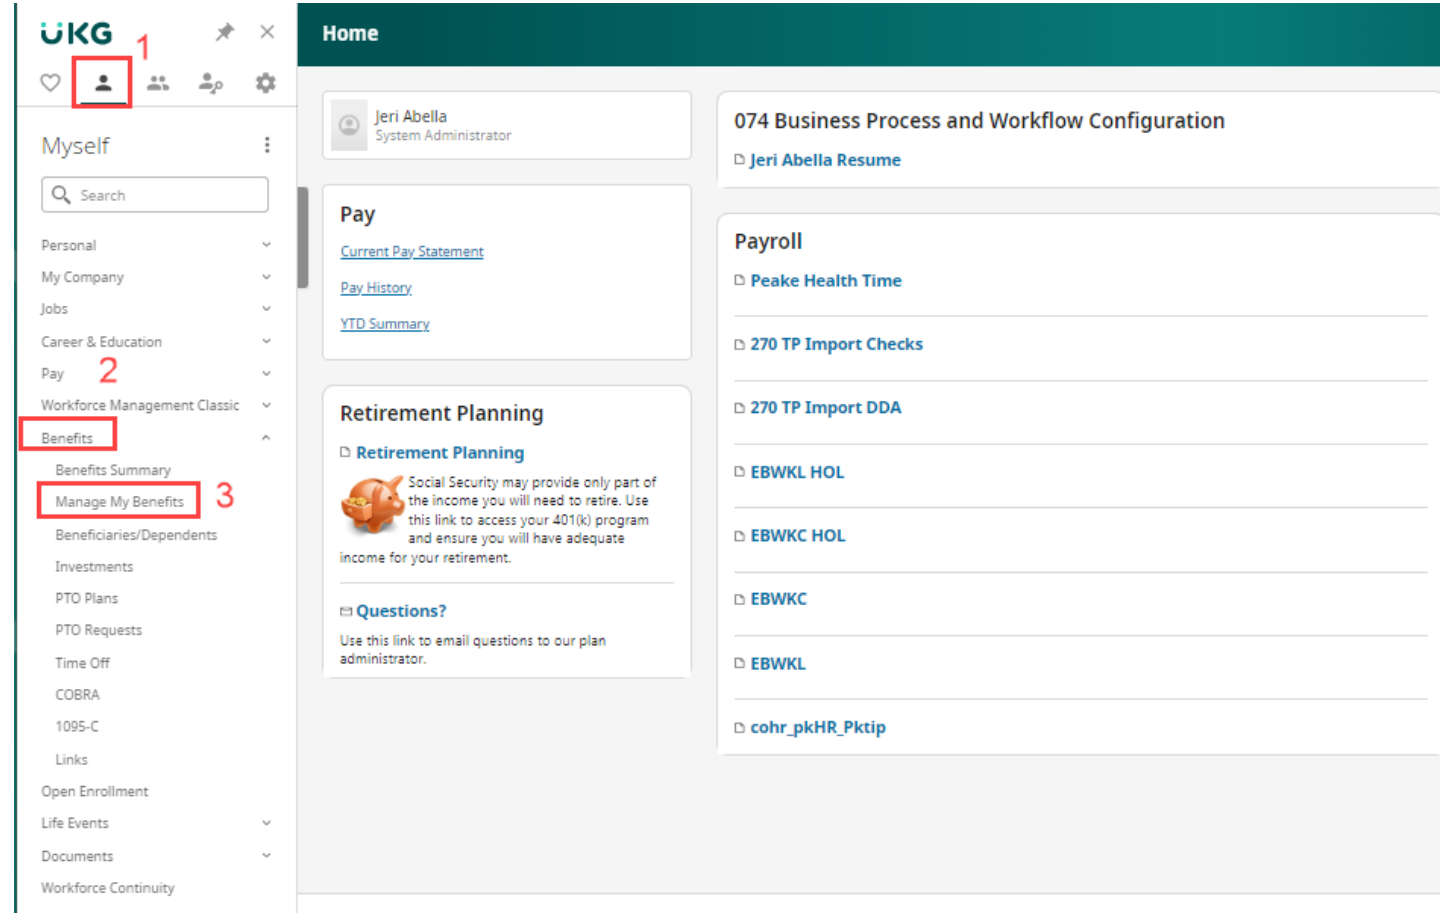 UKG
1
Myself
Search
Personal
My Company
Jobs
Career & Education
2
Pay
Workforce Management Classic
Benefits
Benefits Summary
Manage My Benefits
3
Beneficiaries/Dependents
Investments
PTO Plans
PTO Requests
Time Off
COBRA
1095-C
Links
Open Enrollment
Life Events
Documents
Workforce Continuity
Home
Jeri Abella
System Administrator
Pay
Current Pay Statement
Pay History
YTD Summary
Retirement Planning
Retirement Planning
Social Security may provide only part of
the income you will need to retire. Use
this link to access your 401(k) program
and ensure you will have adequate
income for your retirement.
Questions?
Use this link to email questions to our plan
administrator.
074 Business Process and Workflow Configuration
Jeri Abella Resume
Payroll
Peake Health Time
270 TP Import Checks
270 TP Import DDA
EBWKL HOL
EBWKC HOL
EBWKC
EBWKL
cohr_pkHR_Pktip